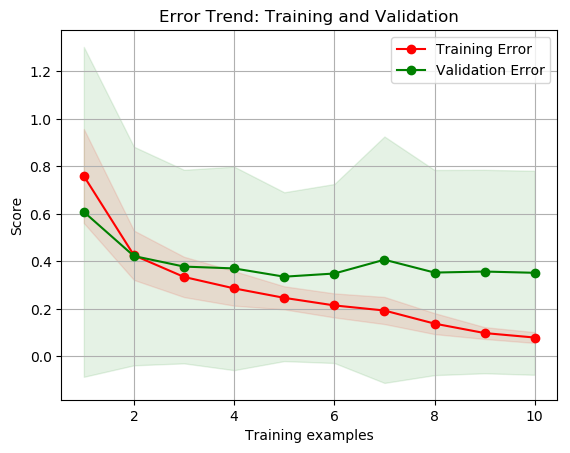 Error Trend: Training and Validation
Training Error
Validation Error
Score
1.2
1.0
0.8
0.6
0.4
0.2
0.0
2
4
6
8
10
Training examples